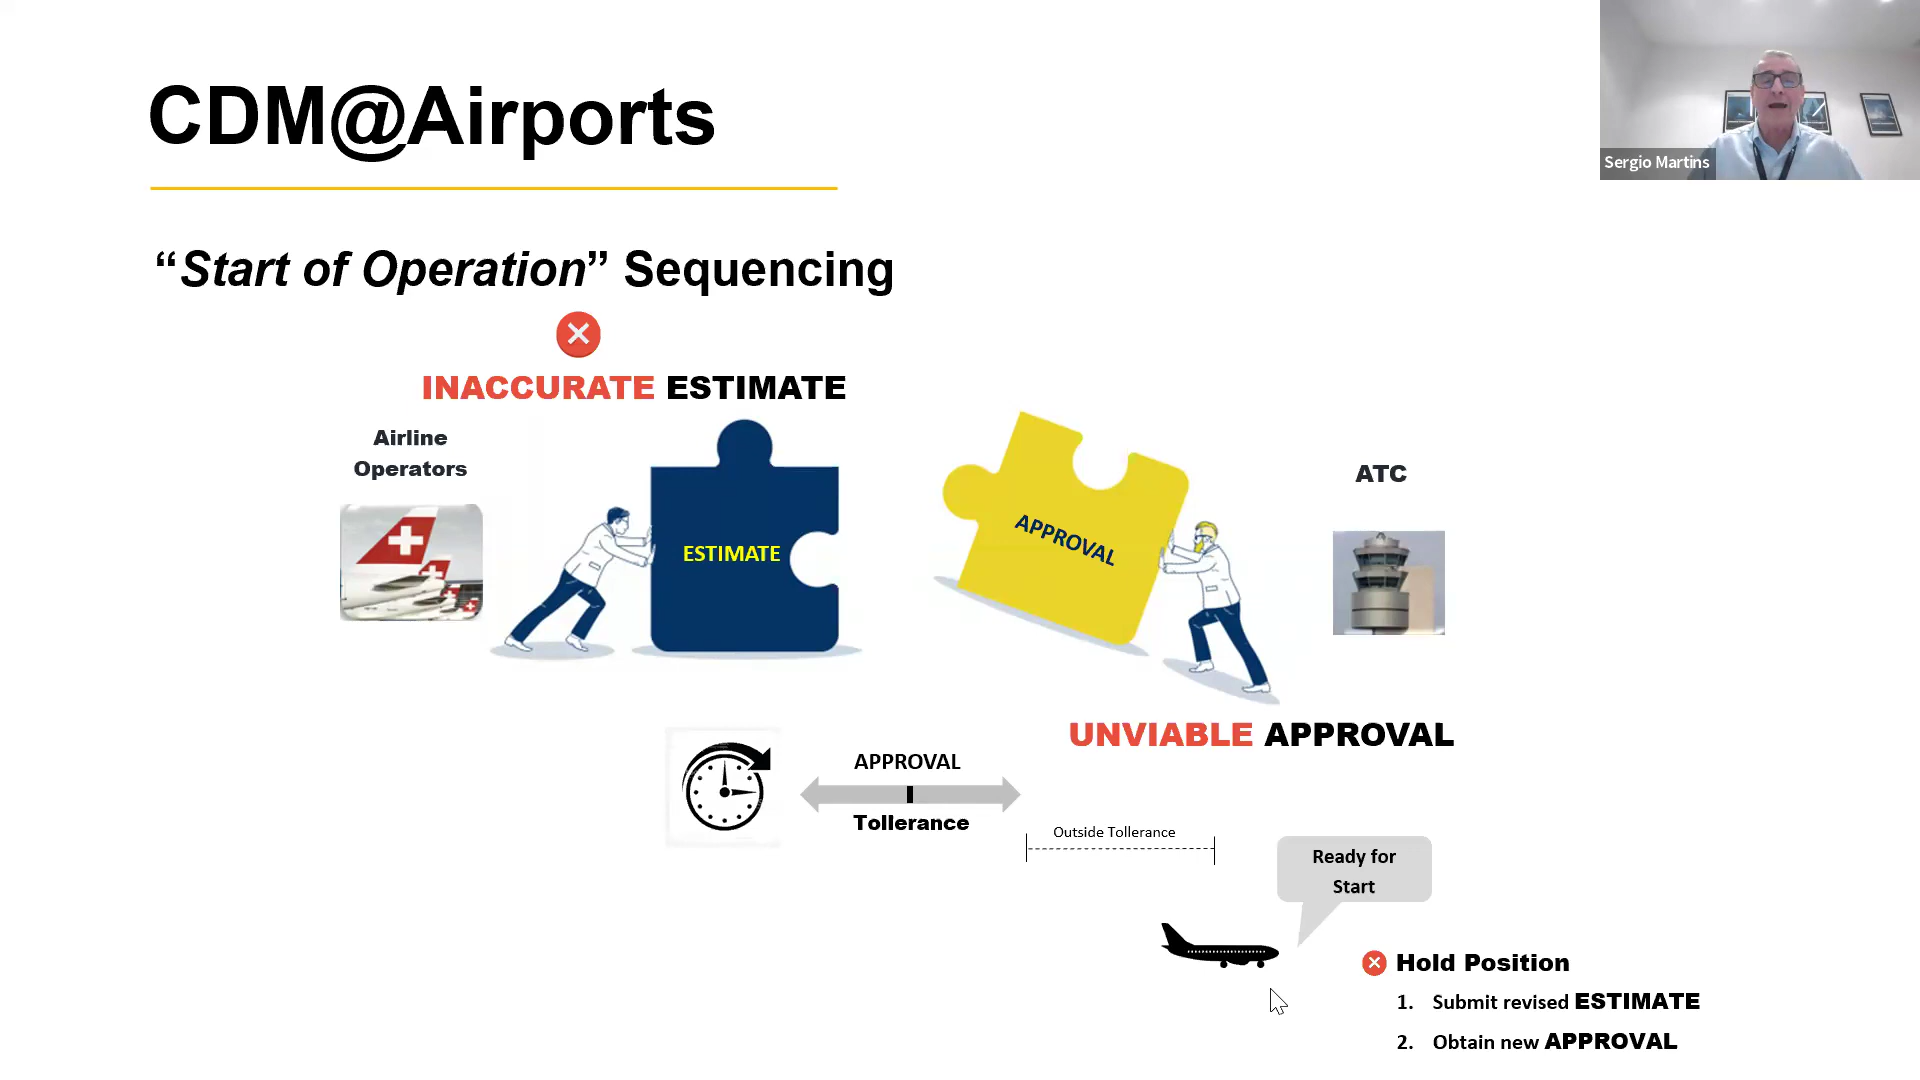 CDM@Airports
Sergio Martins
“Start of Operation” Sequencing
INACCURATE ESTIMATE
Airline
Operators
ESTIMATE
APPROVAL
ATC
UNVIABLE APPROVAL
APPROVAL
Tollerance
Outside Tollerance
Ready for
Start
Hold Position
1. Submit revised ESTIMATE
2. Obtain new APPROVAL